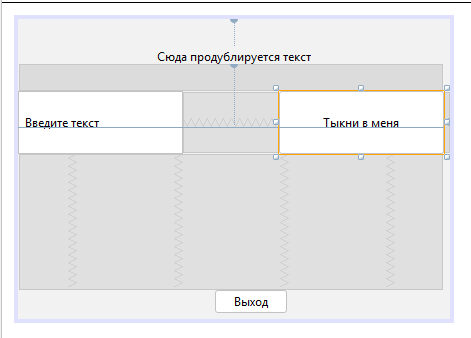 Сюда продублируется текст
Введите текст
Тыкни в меня
Выход